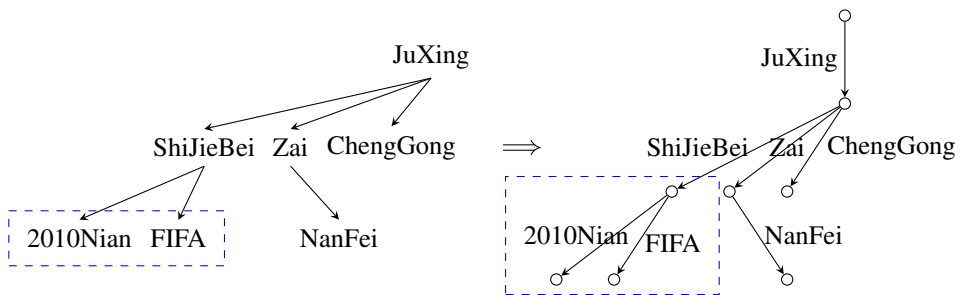 JuXing
ShiJieBei Zai ChengGong
2010Nian FIFA NanFei
⟹
JuXing
ShiJieBei Zai ChengGong
2010Nian FIFA NanFei